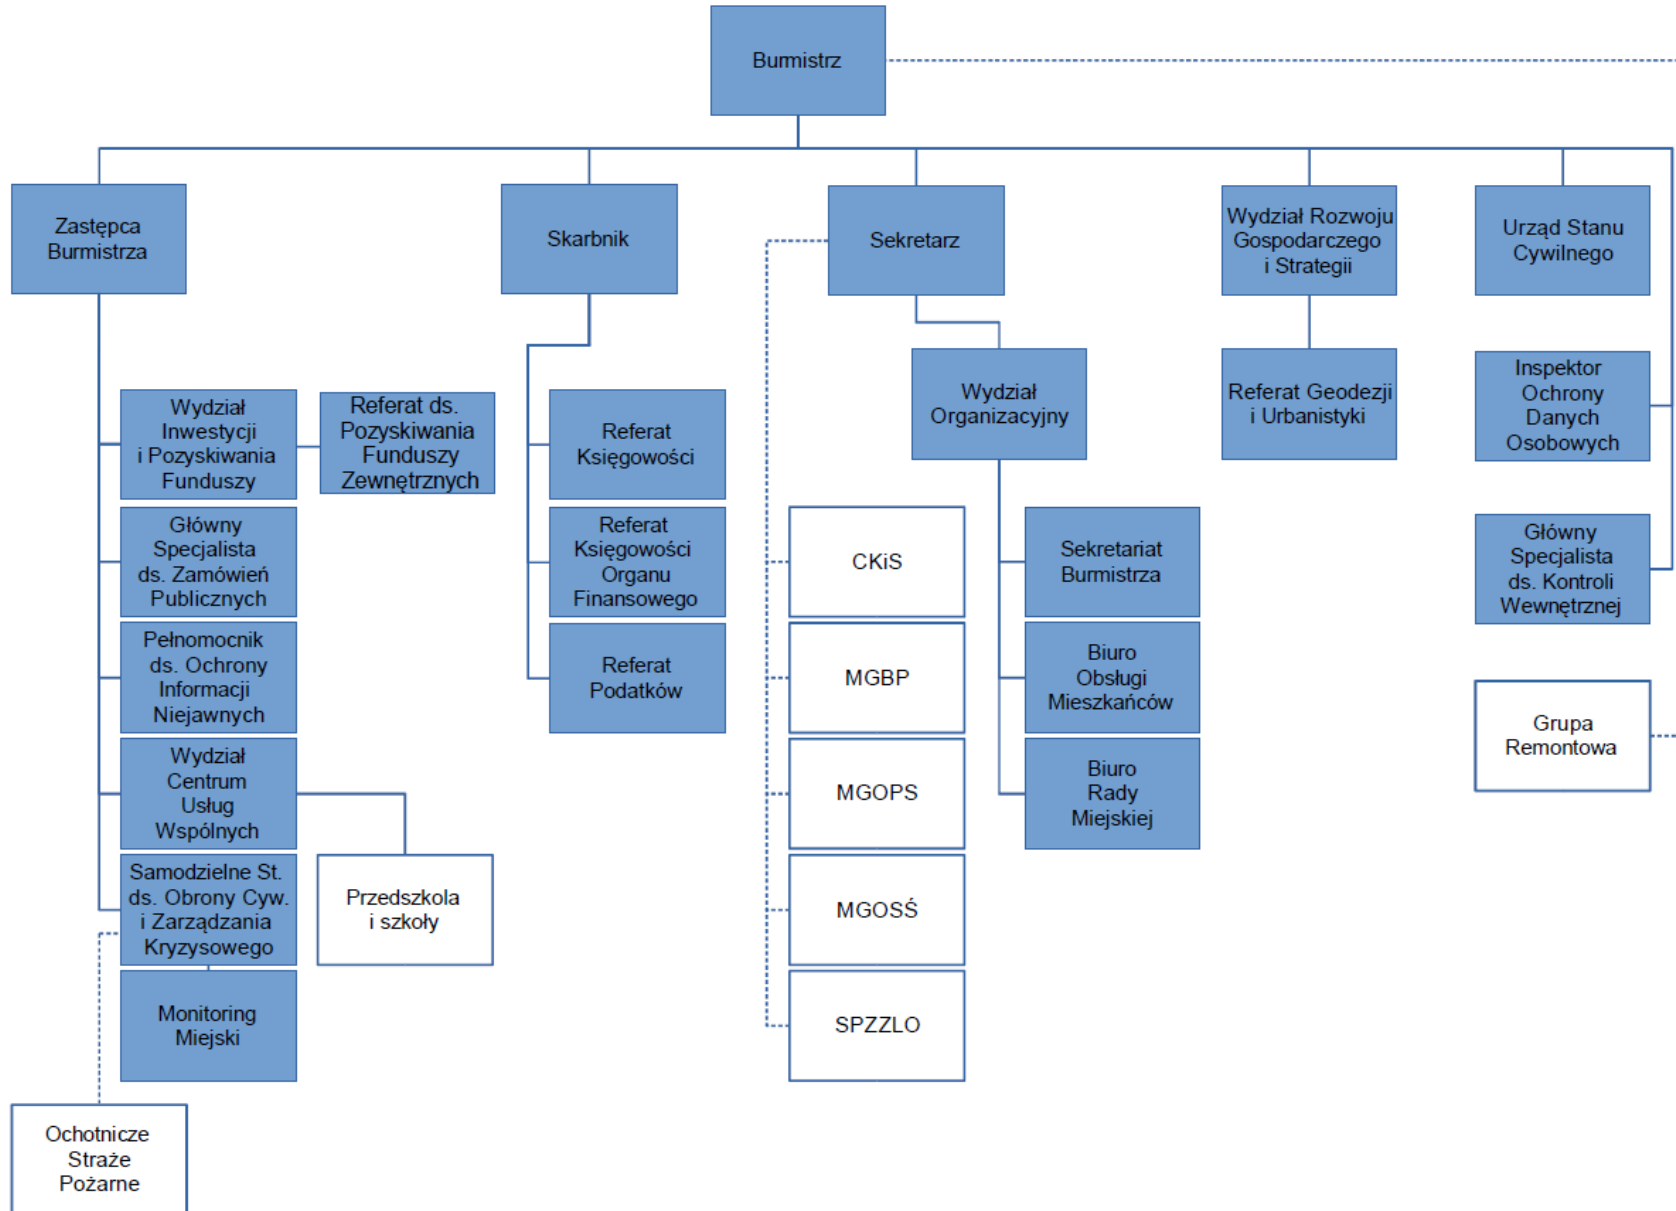 Burmistrz
Zastępca
Burmistrza
Skarbnik
Sekretarz
Wydział Rozwoju
Gospodarczego
i Strategii
Urząd Stanu
Cywilnego
Wydział
Inwestycji
i Pozyskiwania
Funduszy
Referat ds.
Pozyskiwania
Funduszy
Zewnętrznych
Referat
Księgowości
Wydział
Organizacyjny
Referat Geodezji
i Urbanistyki
Inspektor
Ochrony
Danych
Osobowych
Główny
Specjalista
ds. Zamówień
Publicznych
Referat
Księgowości
Organu
Finansowego
CKiS
Sekretariat
Burmistrza
Główny
Specjalista
ds. Kontroli
Wewnętrznej
Pełnomocnik
ds. Ochrony
Informacji
Niejawnych
Referat
Podatków
MGBP
Biuro
Obsługi
Mieszkańców
Grupa
Remontowa
Wydział
Centrum
Usług
Wspólnych
MGOPS
Biuro
Rady
Miejskiej
Samodzielne St.
ds. Obrony Cyw.
i Zarządzania
Kryzysowego
Przedszkola
i szkoły
MGOSŚ
Monitoring
Miejski
SPZZLO
Ochotnicze
Straże
Pożarne